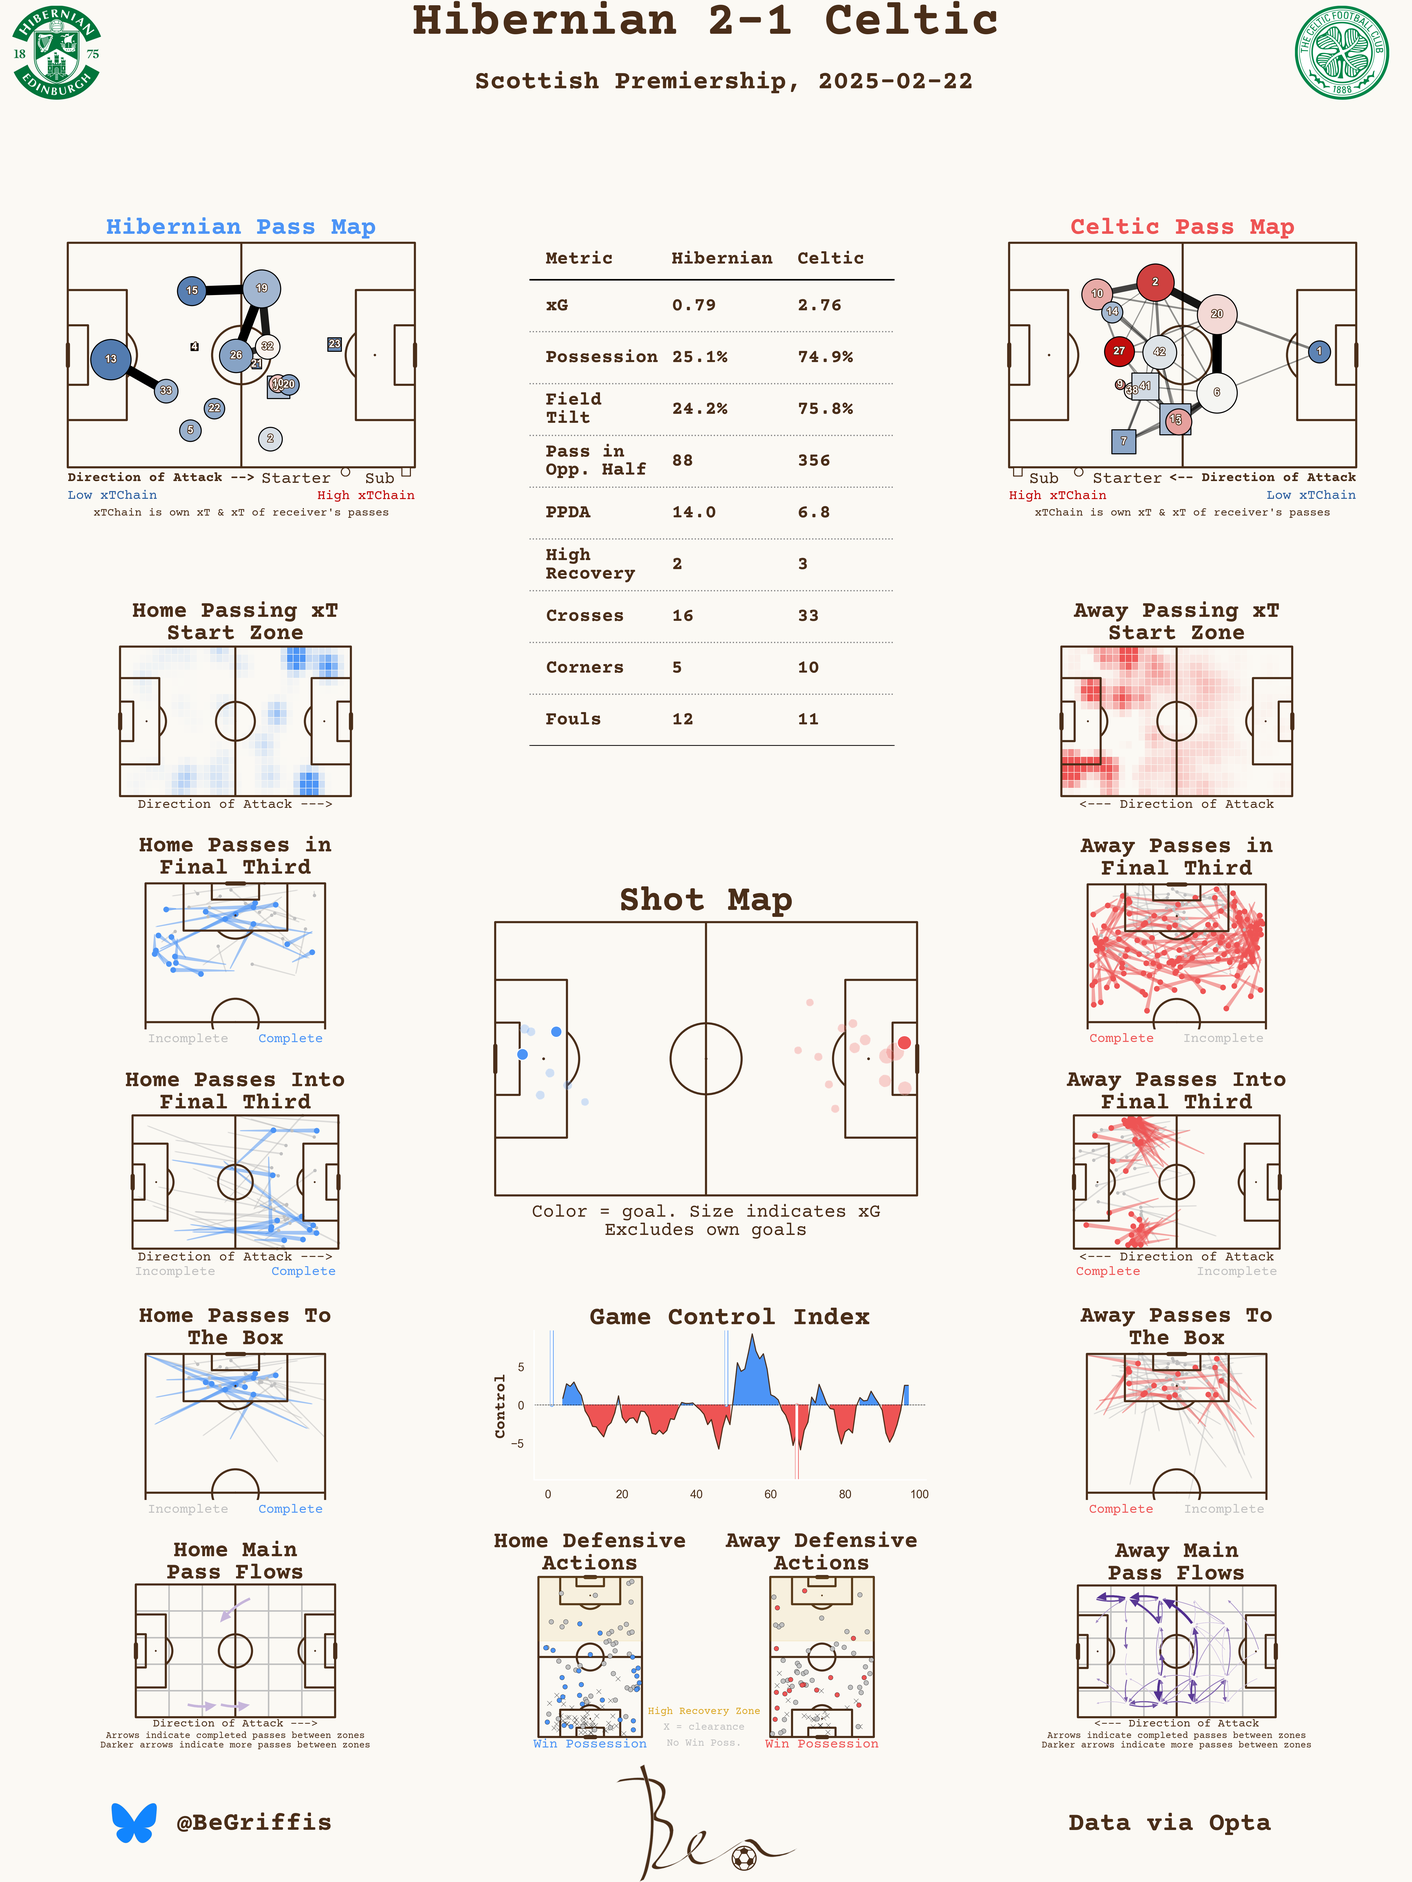 Hibernian 2-1 Celtic
Scottish Premiership, 2025-02-22
HIBERNIAN
18 75
EDINBURGH
THE CELTIC FOOTBALL CLUB
1888
Hibernian Pass Map
15
19
4
32
26
21
23
13
33
10
20
22
5
2
Direction of Attack --> Starter Sub
Low xTChain High xTChain
xTChain is own xT & xT of receiver's passes
Metric Hibernian Celtic
xG 0.79 2.76
Possession 25.1% 74.9%
Field
Tilt 24.2% 75.8%
Pass in
Opp. Half 88 356
PPDA 14.0 6.8
High
Recovery 2 3
Crosses 16 33
Corners 5 10
Fouls 12 11
Celtic Pass Map
10
2
14
20
27
42
1
9
38
41
6
15
3
7
Sub Starter <-- Direction of Attack
High xTChain Low xTChain
xTChain is own xT & xT of receiver's passes
Home Passing xT
Start Zone
Direction of Attack --->
Away Passing xT
Start Zone
<--- Direction of Attack
Home Passes in
Final Third
Incomplete Complete
Away Passes in
Final Third
Complete Incomplete
Shot Map
Color = goal. Size indicates xG
Excludes own goals
Home Passes Into
Final Third
Direction of Attack --->
Incomplete Complete
Away Passes Into
Final Third
<--- Direction of Attack
Complete Incomplete
Home Passes To
The Box
Incomplete Complete
Game Control Index
Control
5
0
−5
0 20 40 60 80 100
Away Passes To
The Box
Complete Incomplete
Home Main
Pass Flows
Direction of Attack --->
Arrows indicate completed passes between zones
Darker arrows indicate more passes between zones
Home Defensive
Actions
Win Possession
High Recovery Zone
X = clearance
No Win Poss.
Away Defensive
Actions
Win Possession
Away Main
Pass Flows
<--- Direction of Attack
Arrows indicate completed passes between zones
Darker arrows indicate more passes between zones
@BeGriffis
Ben
Data via Opta